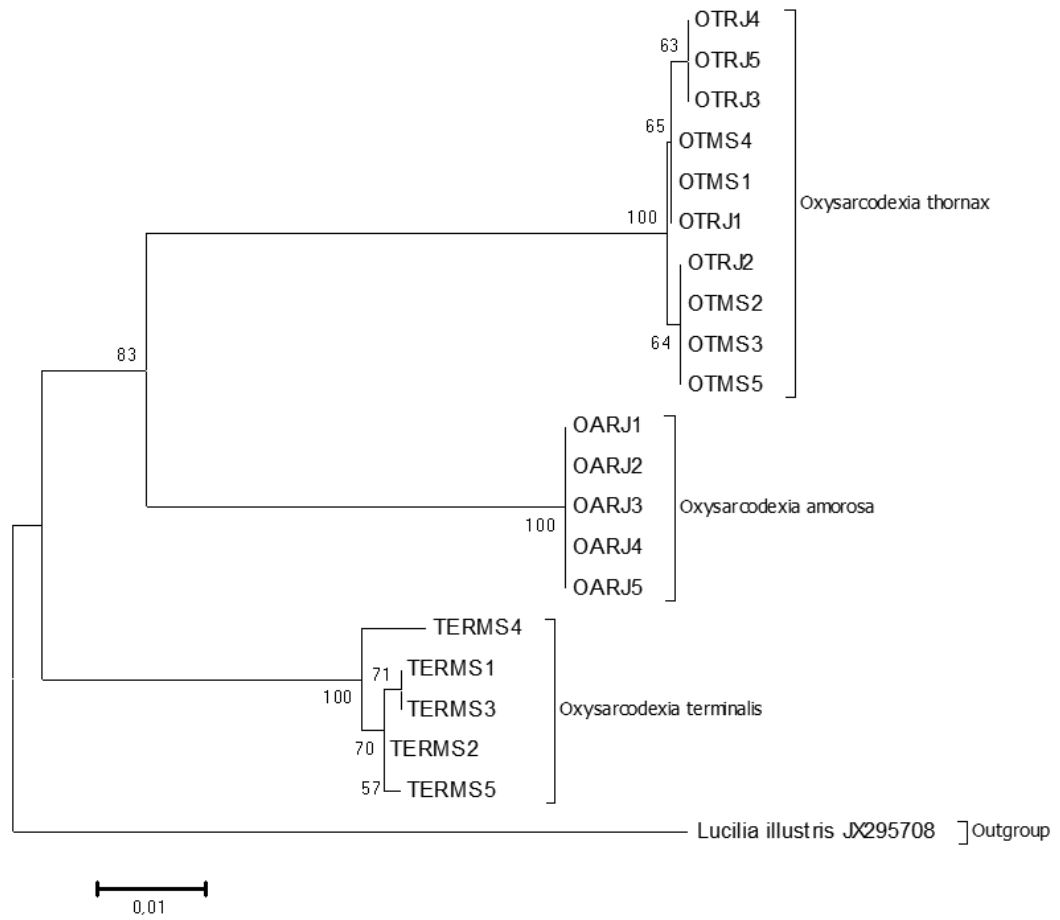 OTRJ4
63
OTRJ5
OTRJ3
65
OTMS4
OTMS1
100
OTRJ1
Oxysarcodexia thornax
OTRJ2
OTMS2
64
OTMS3
OTMS5
83
OARJ1
OARJ2
OARJ3
Oxysarcodexia amorosa
100
OARJ4
OARJ5
TERMS4
71
TERMS1
100
TERMS3
Oxysarcodexia terminalis
70
TERMS2
57
TERMS5
Lucilia illustris JX295708
Outgroup
0,01